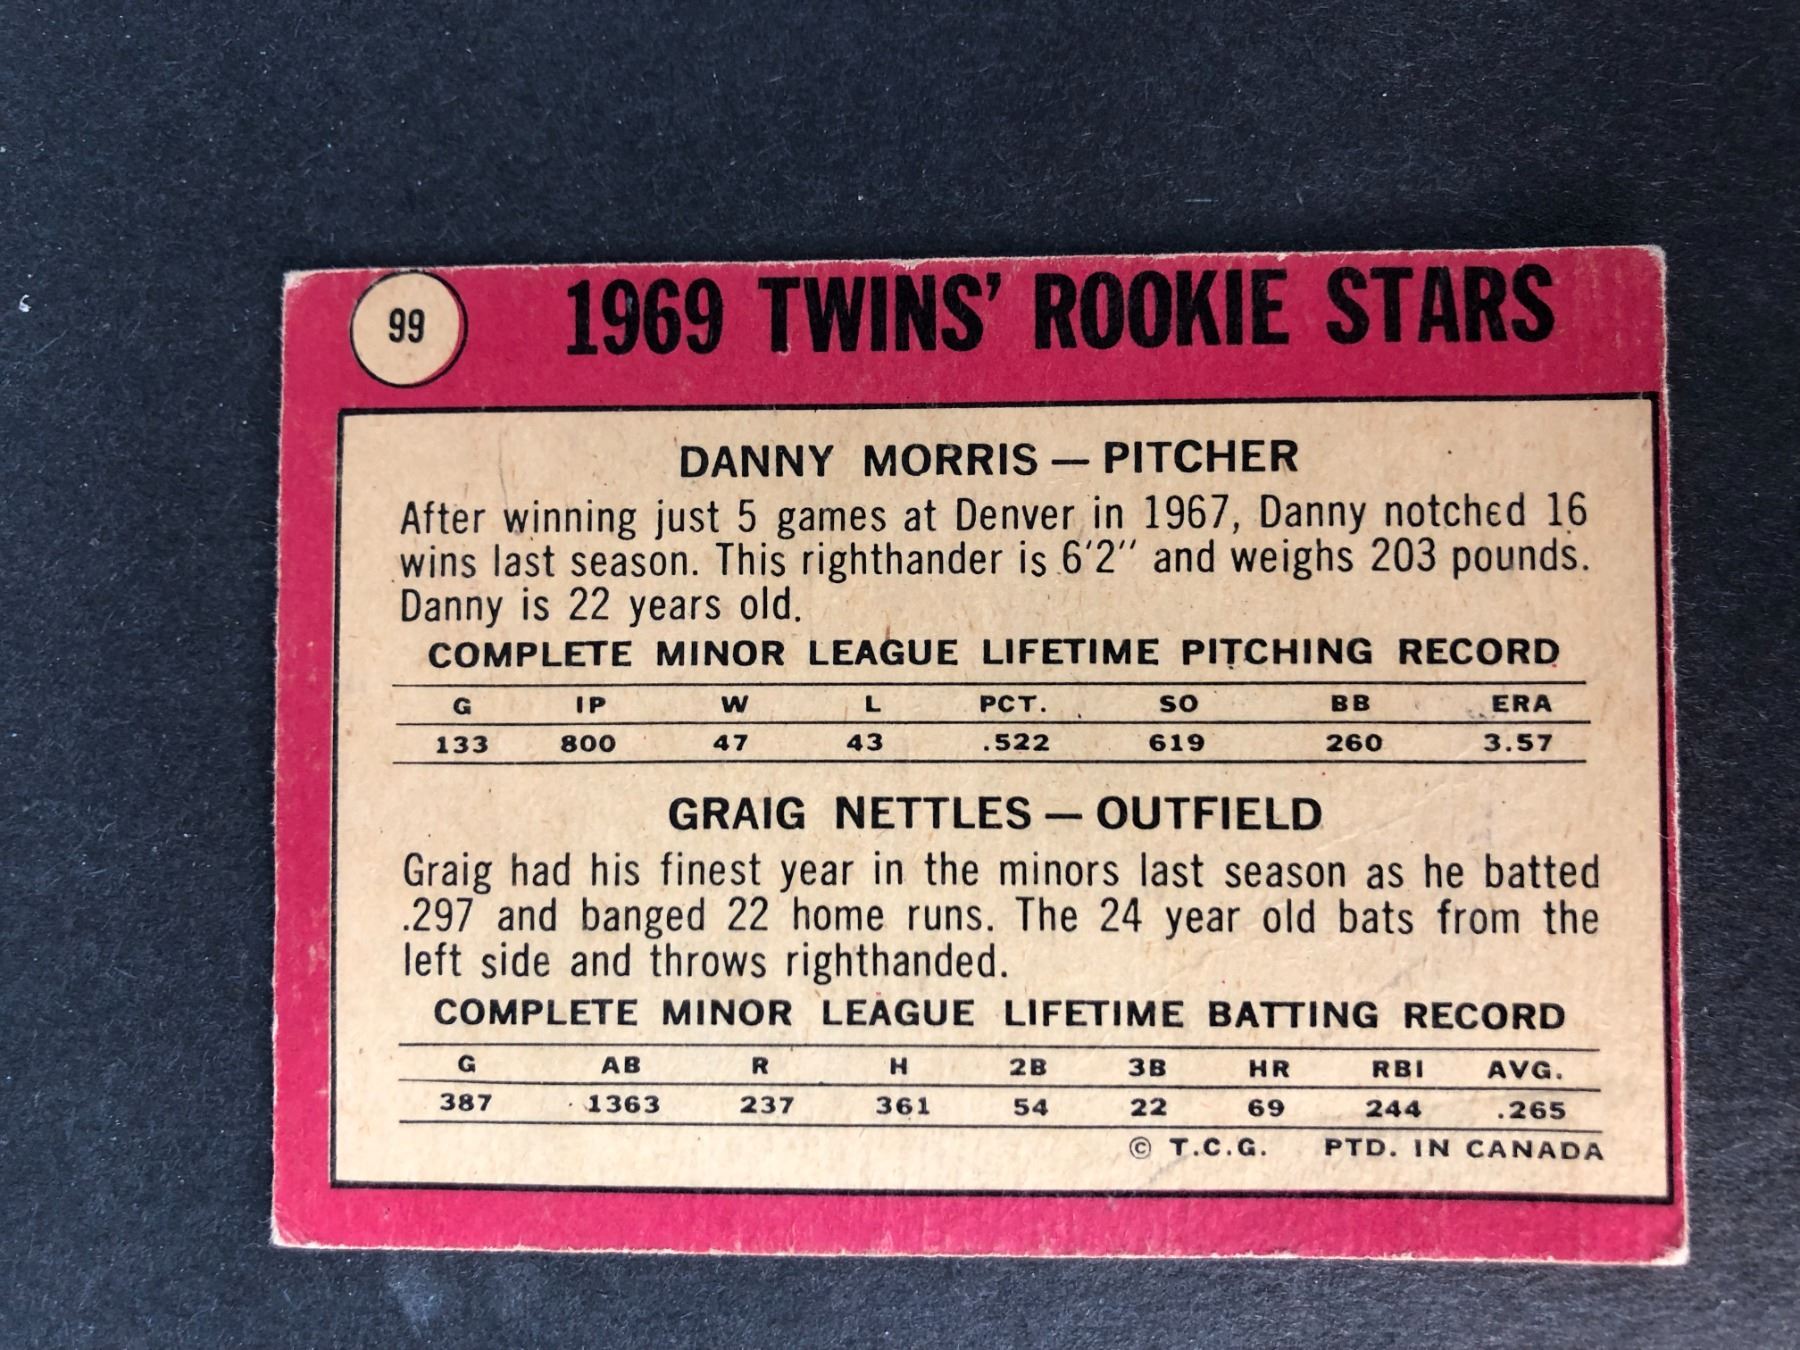 99
1969 TWINS' ROOKIE STARS
DANNY MORRIS — PITCHER
After winning just 5 games at Denver in 1967, Danny notched 16
wins last season. This righthander is 6'2'' and weighs 203 pounds.
Danny is 22 years old.
COMPLETE MINOR LEAGUE LIFETIME PITCHING RECORD
G IP W L PCT. SO BB ERA
133 800 47 43 .522 619 260 3.57
GRAIG NETTLES — OUTFIELD
Graig had his finest year in the minors last season as he batted
.297 and banged 22 home runs. The 24 year old bats from the
left side and throws righthanded.
COMPLETE MINOR LEAGUE LIFETIME BATTING RECORD
G AB R H 2B 3B HR RBI AVG.
387 1363 237 361 54 22 69 244 .265
© T.C.G. PTD. IN CANADA